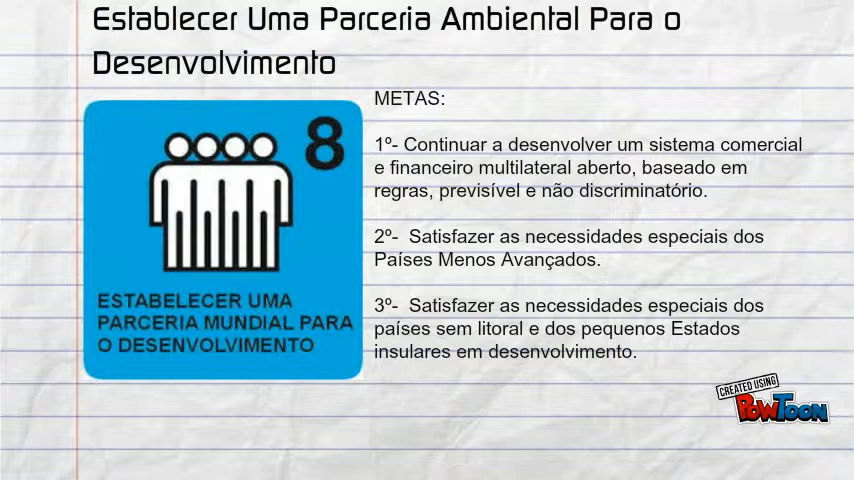 Establecer Uma Parceria Ambiental Para o
Desenvolvimento
METAS:
1º- Continuar a desenvolver um sistema comercial
e financeiro multilateral aberto, baseado em
regras, previsível e não discriminatório.
2º- Satisfazer as necessidades especiais dos
Países Menos Avançados.
3º- Satisfazer as necessidades especiais dos
países sem litoral e dos pequenos Estados
insulares em desenvolvimento.
8
ESTABELECER UMA
PARCERIA MUNDIAL PARA
O DESENVOLVIMENTO
CREATED USING
POWTOON